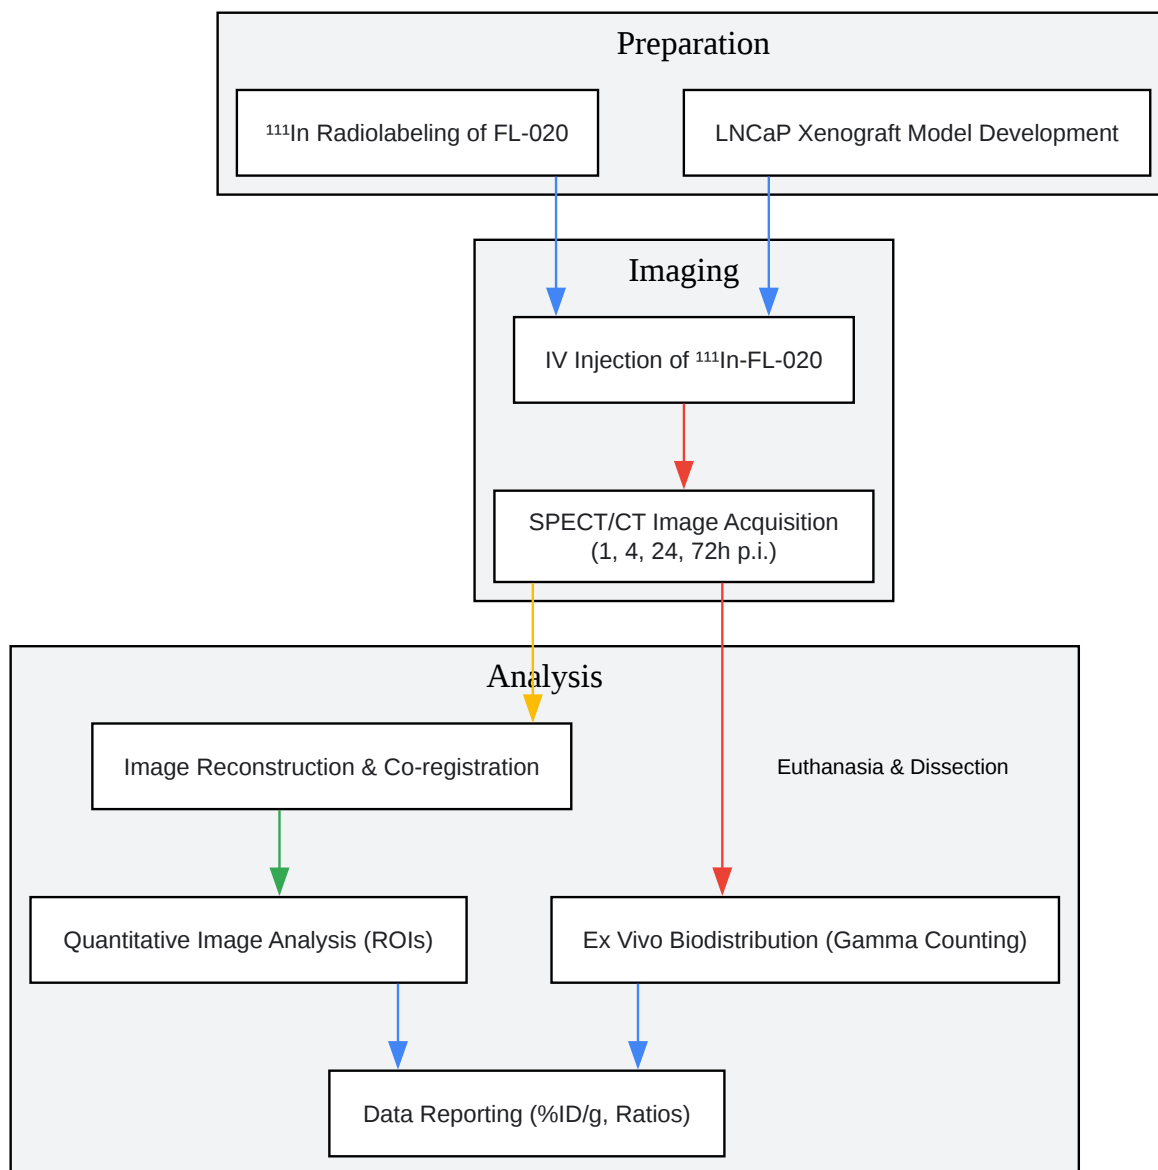 Preparation
¹¹¹In Radiolabeling of FL-020
LNCaP Xenograft Model Development
Imaging
IV Injection of ¹¹¹In-FL-020
SPECT/CT Image Acquisition
(1, 4, 24, 72h p.i.)
Analysis
Image Reconstruction & Co-registration
Euthanasia & Dissection
Quantitative Image Analysis (ROIs)
Ex Vivo Biodistribution (Gamma Counting)
Data Reporting (%ID/g, Ratios)